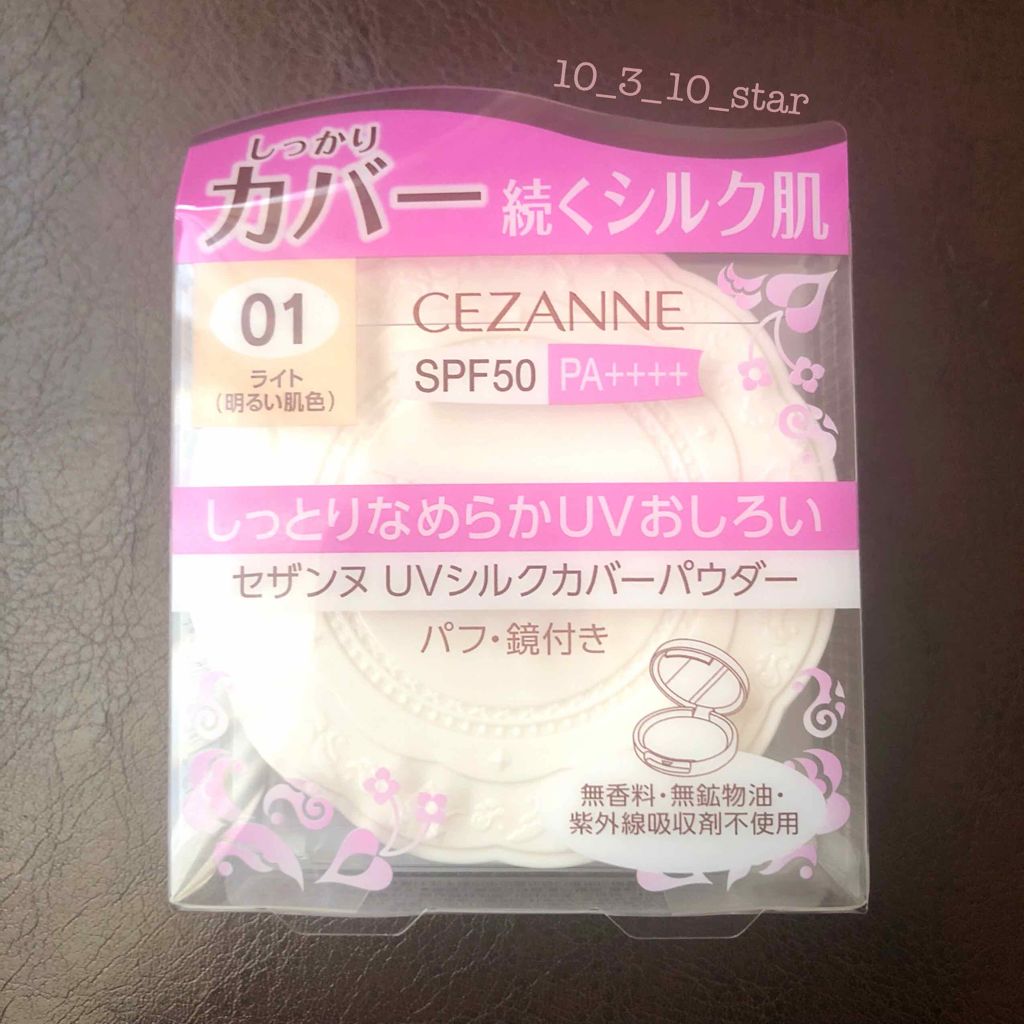 10_3_10_star
しっかり
カバー 続くシルク肌
01
ライト
(明るい肌色)
CEZANNE
SPF50 PA++++
しっとりなめらかUVおしろい
セザンヌ UVシルクカバーパウダー
パフ・鏡付き
無香料・無鉱物油・
紫外線吸収剤不使用